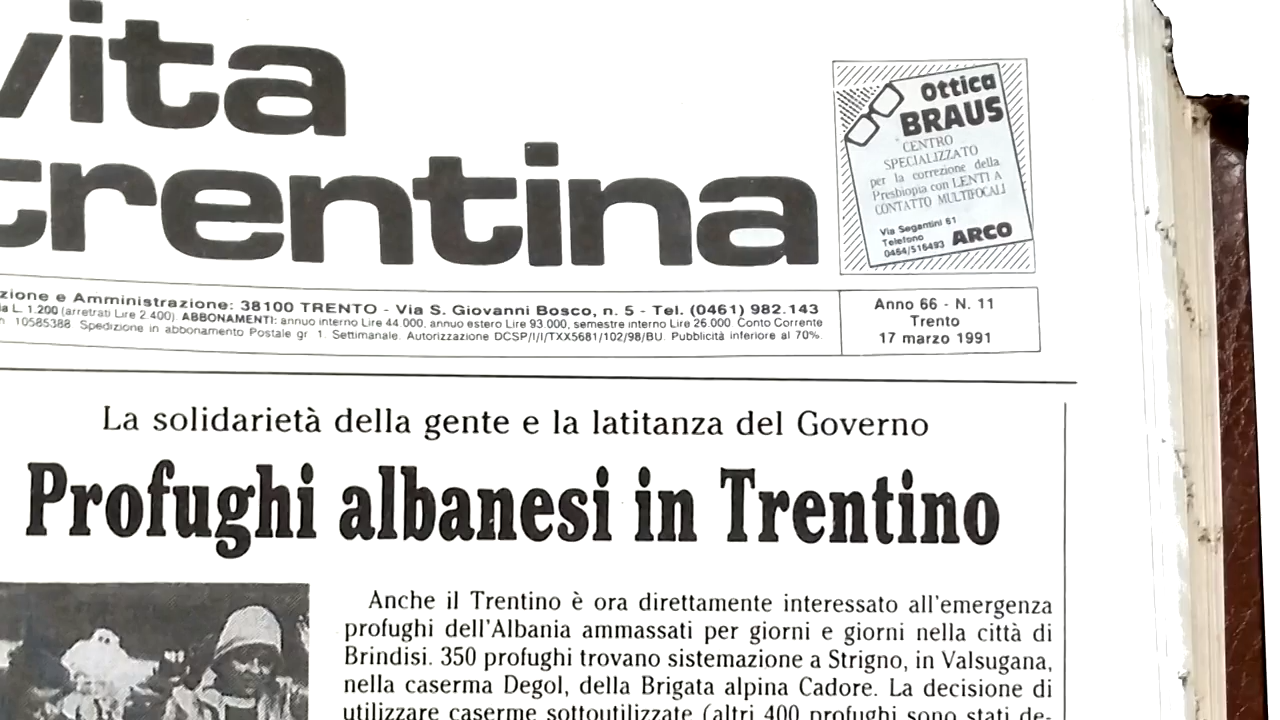 vita
trentina
Ottica
BRAUS
CENTRO
SPECIALIZZATO
per la correzione della
Presbiopia con LENTI A
CONTATTO MULTIFOCALI
Via Segantini 61
Telefono
0464/516493 ARCO
zione e Amministrazione: 38100 TRENTO - Via S. Giovanni Bosco, n. 5 - Tel. (0461) 982.143
ia L. 1.200 (arretrati Lire 2.400). ABBONAMENTI: annuo interno Lire 44.000, annuo estero Lire 93.000, semestre interno Lire 26.000 Conto Corrente
n 10585388 Spedizione in abbonamento Postale gr. 1. Settimanale. Autorizzazione DCSP/I/I/TXX5681/102/98/BU. Pubblicità inferiore al 70%.
Anno 66 - N. 11
Trento
17 marzo 1991
La solidarietà della gente e la latitanza del Governo
Profughi albanesi in Trentino
Anche il Trentino è ora direttamente interessato all'emergenza
profughi dell'Albania ammassati per giorni e giorni nella città di
Brindisi. 350 profughi trovano sistemazione a Strigno, in Valsugana,
nella caserma Degol, della Brigata alpina Cadore. La decisione di
utilizzare caserme sottoutilizzate (altri 400 profughi sono stati de-